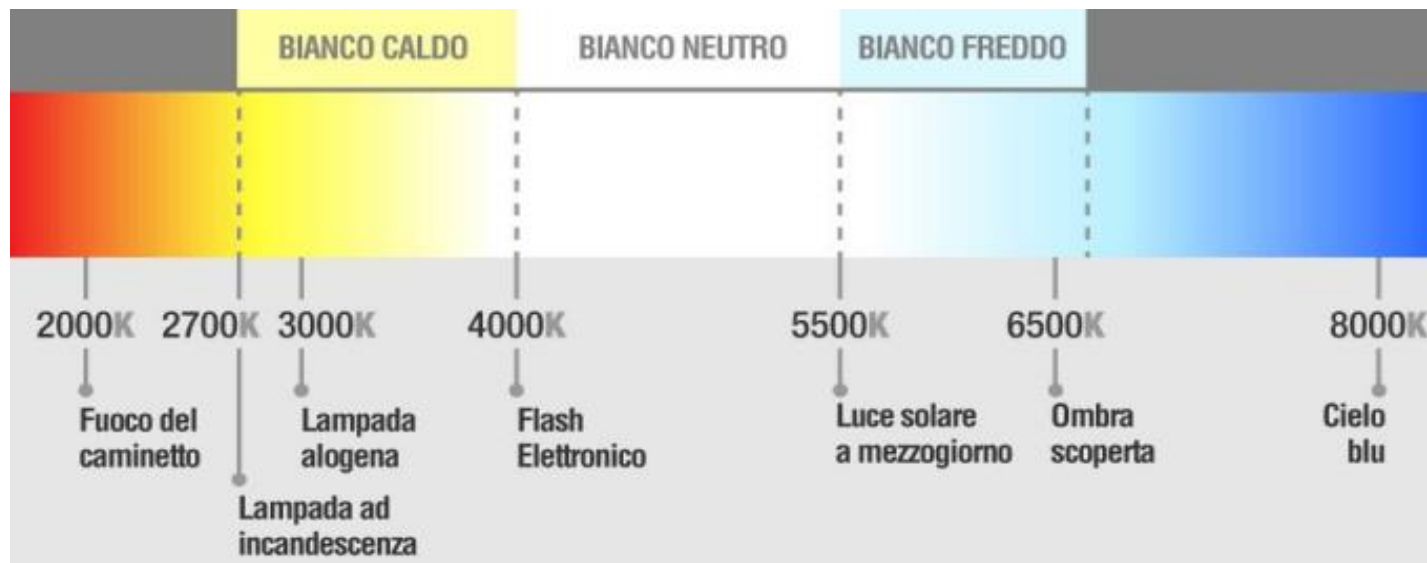 BIANCO CALDO BIANCO NEUTRO BIANCO FREDDO
2000K 2700K 3000K 4000K 5500K 6500K 8000K
Fuoco del
caminetto
Lampada ad
incandescenza
Lampada
alogena
Flash
Elettronico
Luce solare
a mezzogiorno
Ombra
scoperta
Cielo
blu